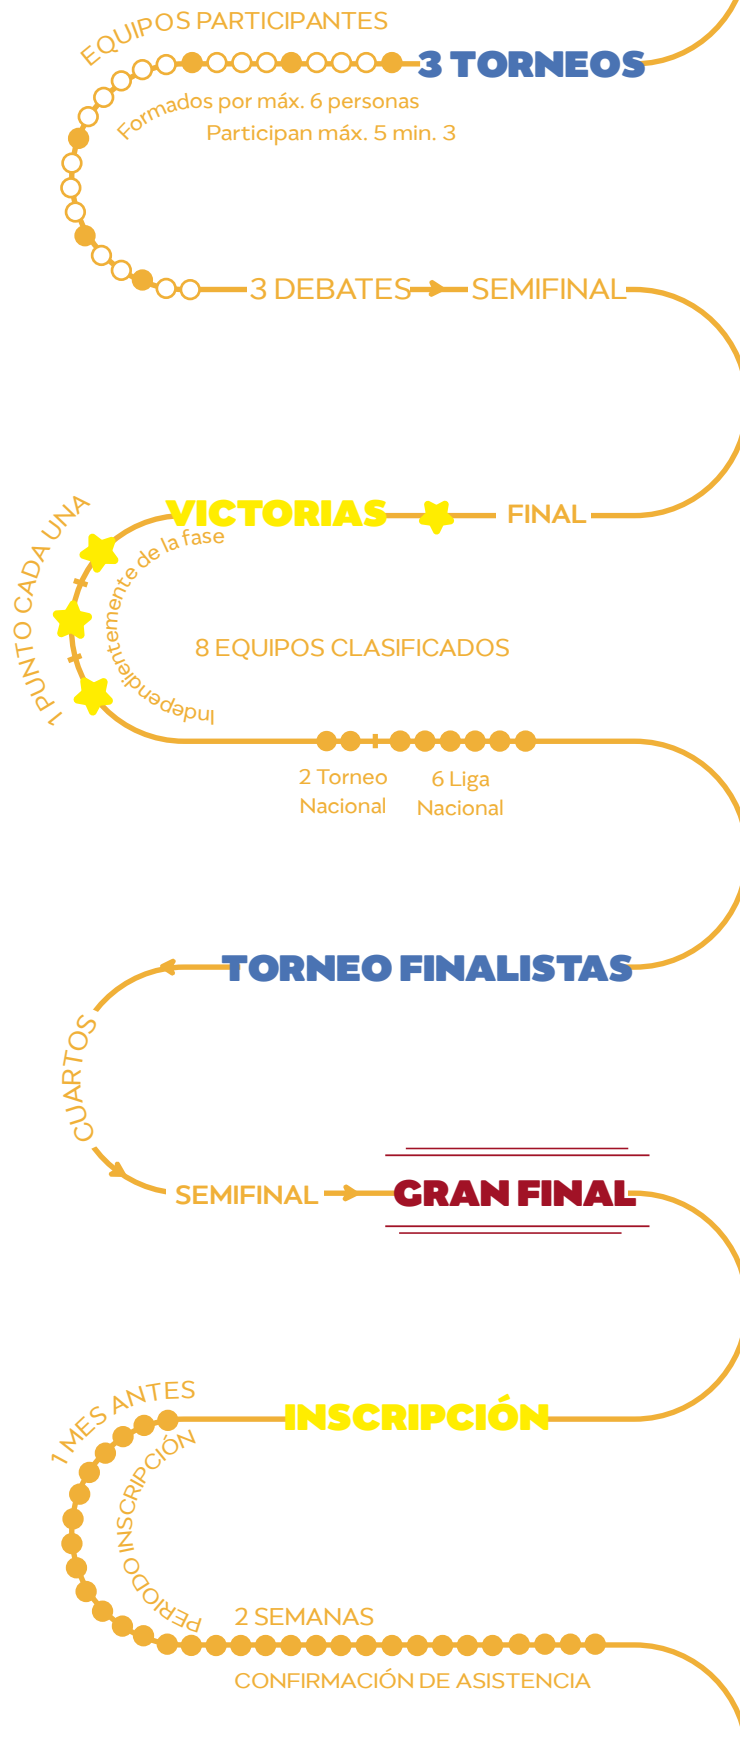 EQUIPOS PARTICIPANTES
3 TORNEOS
Formados por máx. 6 personas
Participan máx. 5 min. 3
3 DEBATES
SEMIFINAL
VICTORIAS
FINAL
1 PUNTO CADA UNA
Independientemente de la fase
8 EQUIPOS CLASIFICADOS
2 Torneo
Nacional
6 Liga
Nacional
TORNEO FINALISTAS
CUARTOS
SEMIFINAL
GRAN FINAL
1 MES ANTES
INSCRIPCIÓN
PERIODO INSCRIPCIÓN
2 SEMANAS
CONFIRMACIÓN DE ASISTENCIA